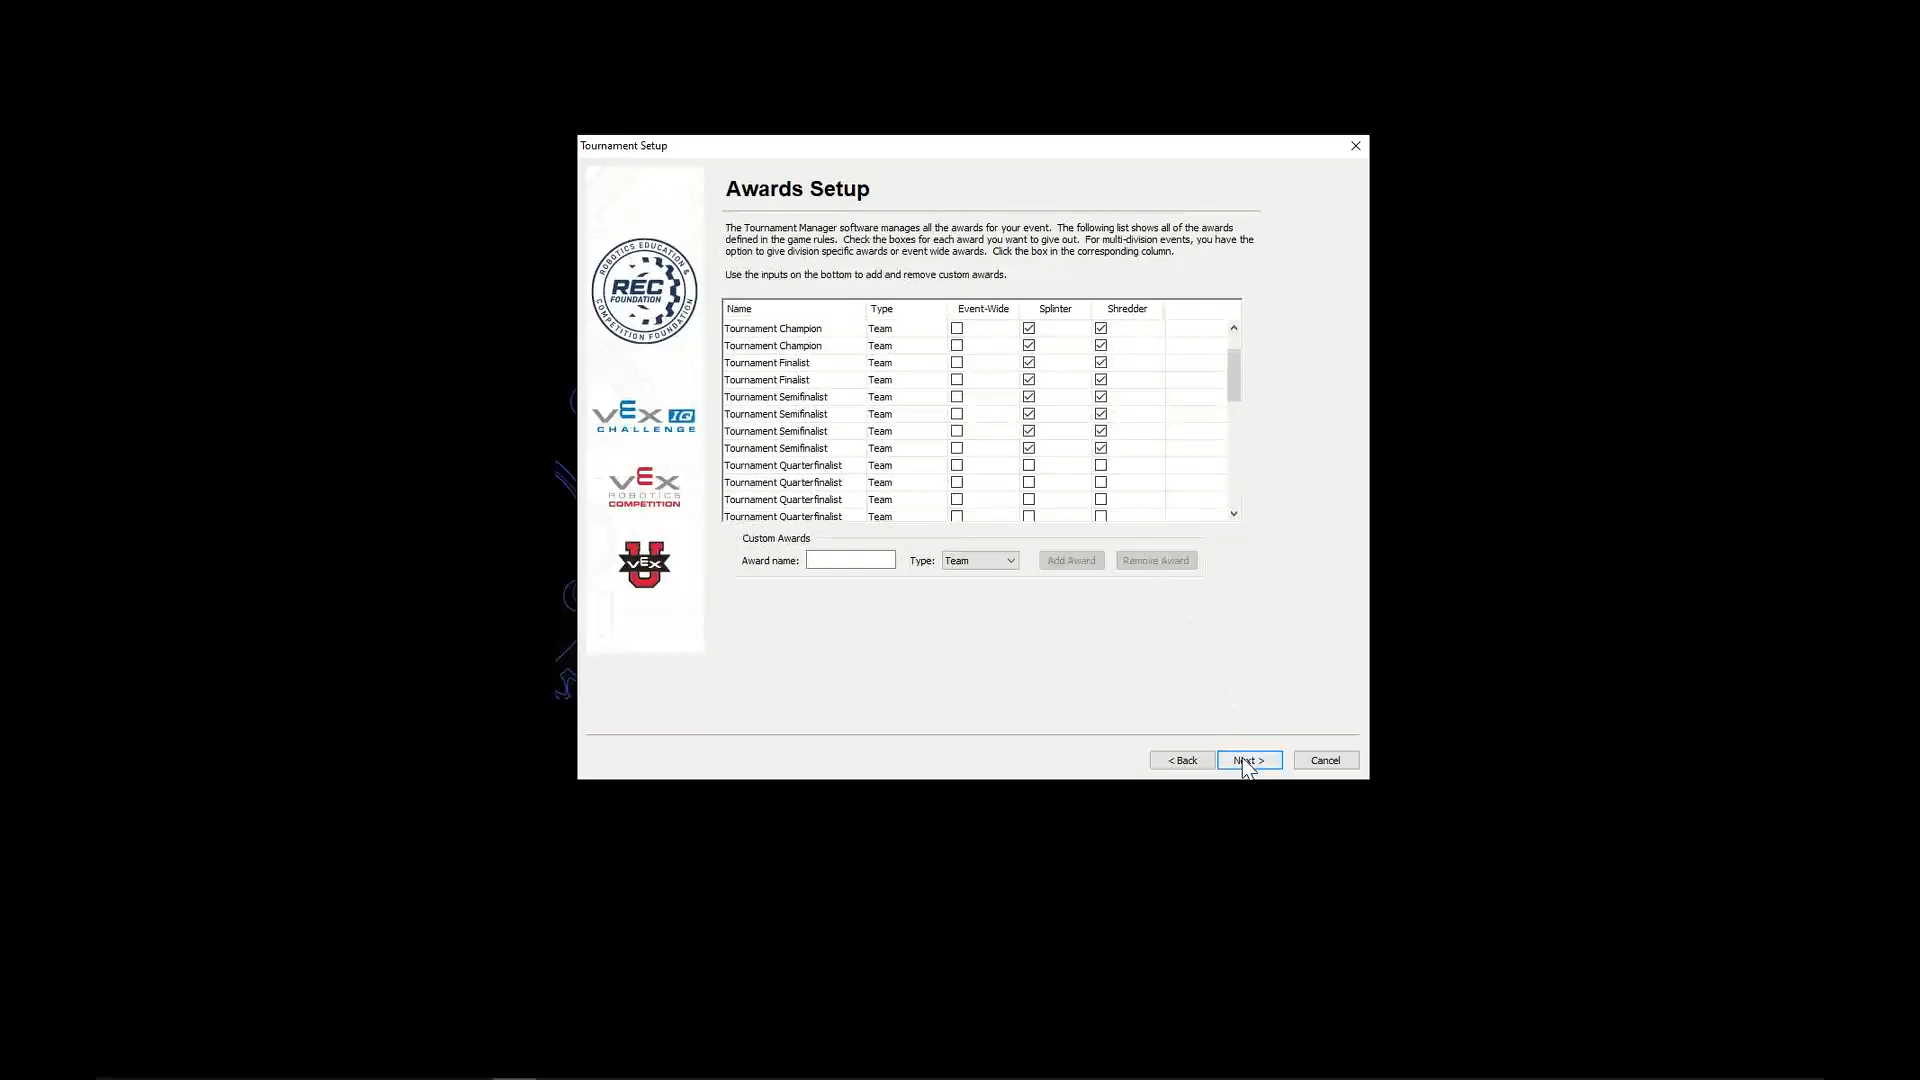 Tournament Setup
Awards Setup
The Tournament Manager software manages all the awards for your event. The following list shows all of the awards
defined in the game rules. Check the boxes for each award you want to give out. For multi-division events, you have the
option to give division specific awards or event wide awards. Click the box in the corresponding column.
Use the inputs on the bottom to add and remove custom awards.
ROBOTICS EDUCATION &
REC
FOUNDATION
COMPETITION FOUNDATION
VEX IQ
CHALLENGE
VEX
ROBOTICS
COMPETITION
VEX
U
Name Type Event-Wide Splinter Shredder
Tournament Champion Team
Tournament Champion Team
Tournament Finalist Team
Tournament Finalist Team
Tournament Semifinalist Team
Tournament Semifinalist Team
Tournament Semifinalist Team
Tournament Semifinalist Team
Tournament Quarterfinalist Team
Tournament Quarterfinalist Team
Tournament Quarterfinalist Team
Tournament Quarterfinalist Team
Custom Awards
Award name: Type: Team Add Award Remove Award
< Back Next > Cancel